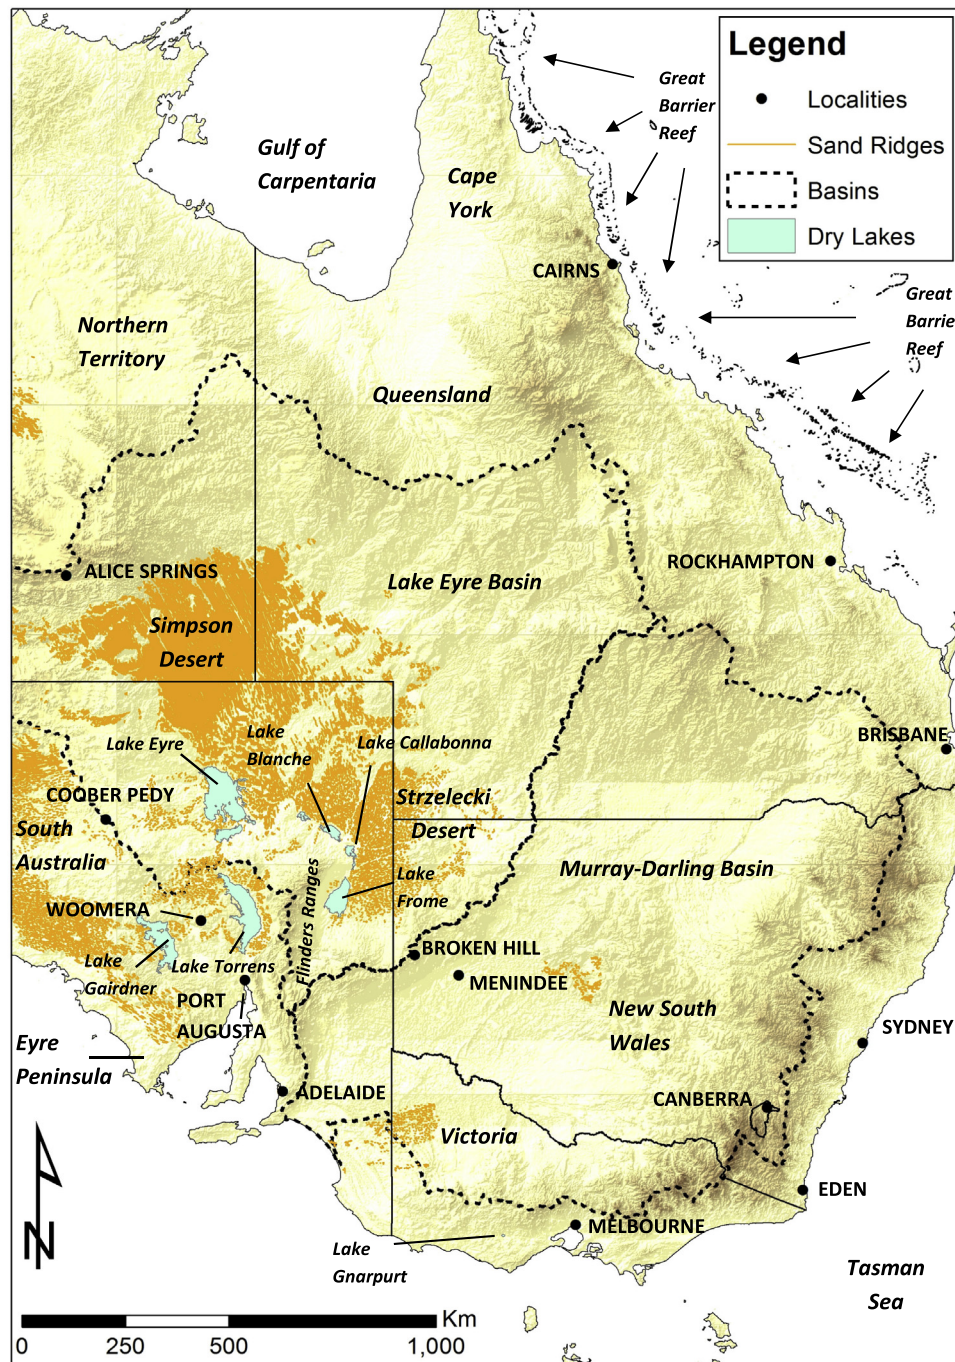 Legend
Localities
Sand Ridges
Basins
Dry Lakes
Great
Barrier
Reef
Gulf of
Carpentaria
Cape
York
CAIRNS
Great
Barrie
Reef
Northern
Territory
Queensland
ROCKHAMPTON
ALICE SPRINGS
Lake Eyre Basin
Simpson
Desert
Lake Eyre
Lake
Blanche
Lake Callabonna
BRISBANE
COOBER PEDY
Strzelecki
Desert
South
Australia
Murray-Darling Basin
Flinders Ranges
Lake
Frome
WOOMERA
BROKEN HILL
Lake
Gairdner
Lake Torrens
MENINDEE
PORT
AUGUSTA
New South
Wales
SYDNEY
Eyre
Peninsula
ADELAIDE
CANBERRA
Victoria
EDEN
MELBOURNE
Lake
Gnarpurt
N
Tasman
Sea
Km
0 250 500 1,000